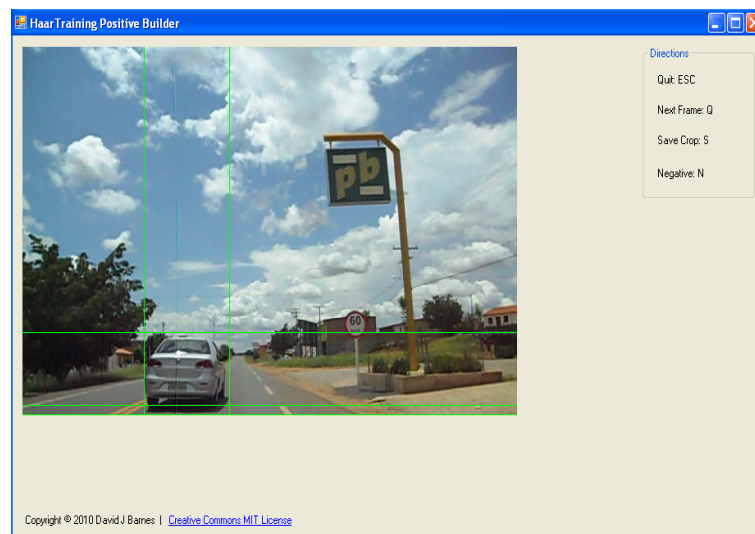 HaarTraining Positive Builder
Directions
Quit: ESC
Next Frame: Q
Save Crop: S
Negative: N
pb
60
Copyright © 2010 David J Barnes | Creative Commons MIT License